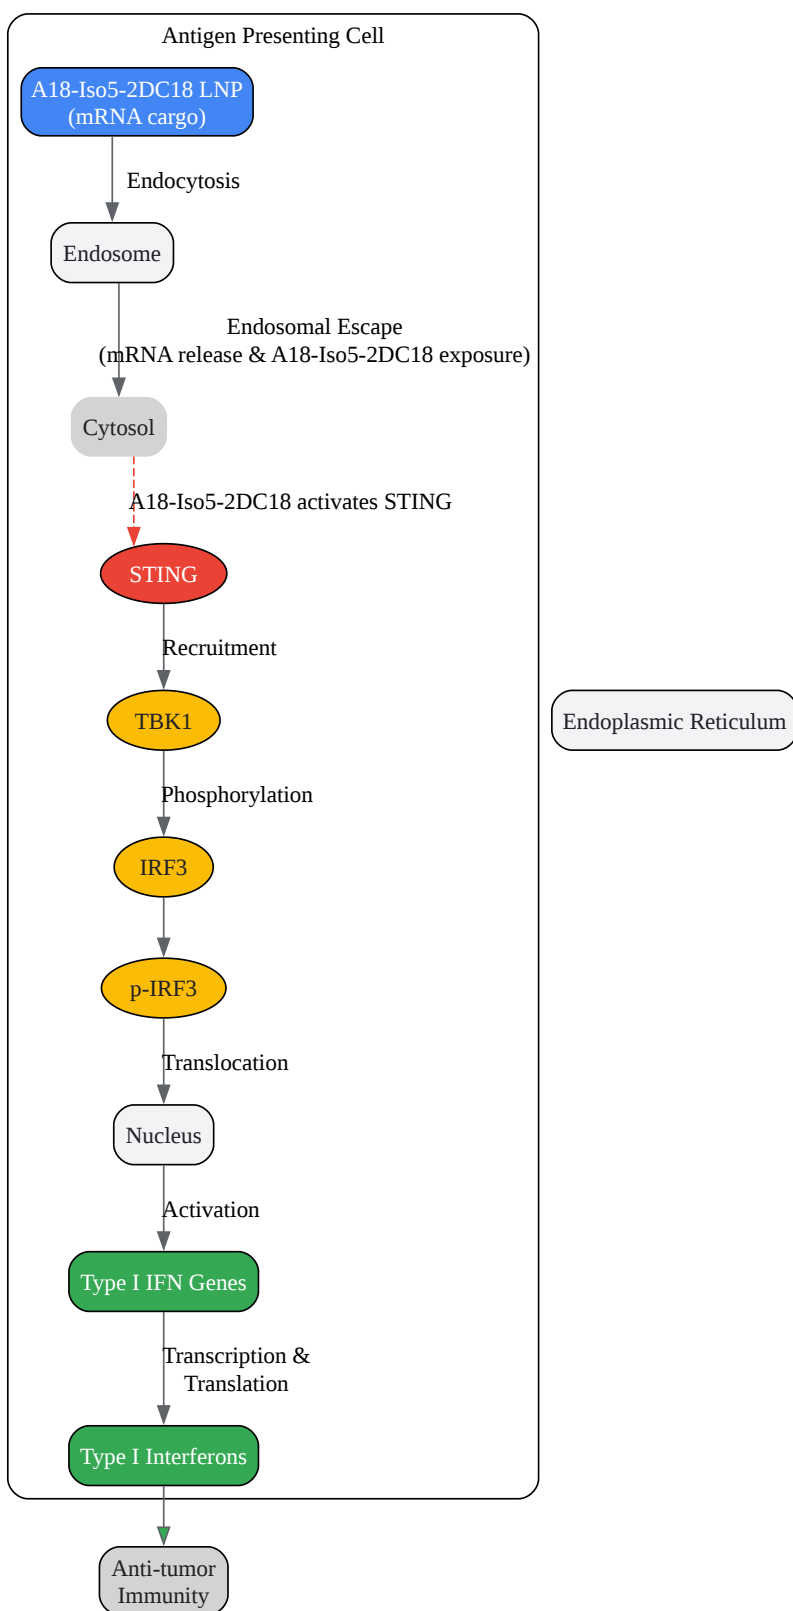 Antigen Presenting Cell
A18-Iso5-2DC18 LNP
(mRNA cargo)
Endocytosis
Endosome
Endosomal Escape
(mRNA release & A18-Iso5-2DC18 exposure)
Cytosol
A18-Iso5-2DC18 activates STING
STING
Recruitment
TBK1
Endoplasmic Reticulum
Phosphorylation
IRF3
p-IRF3
Translocation
Nucleus
Activation
Type I IFN Genes
Transcription &
Translation
Type I Interferons
Anti-tumor
Immunity